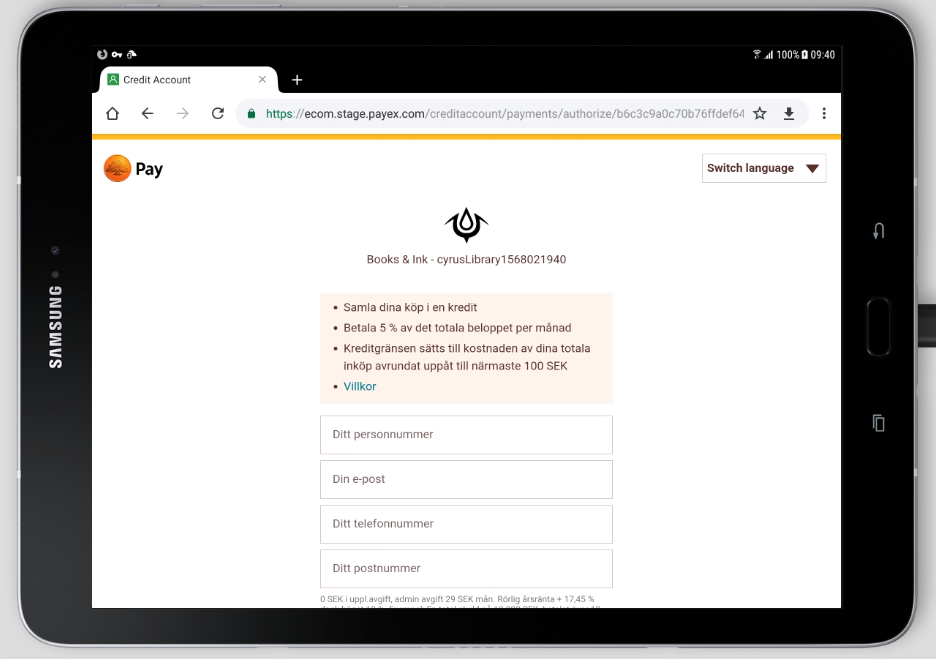 09:40
100%
Credit Account
https://ecom.stage.payex.com/creditaccount/payments/authorize/b6c3c9a0c70b76ffdef64
Pay
Switch language
Books & Ink - cyrusLibrary1568021940
Samla dina köp i en kredit
Betala 5 % av det totala beloppet per månad
Kreditgränsen sätts till kostnaden av dina totala
inköp avrundat uppåt till närmaste 100 SEK
Villkor
SAMSUNG
Ditt personnummer
Din e-post
Ditt telefonnummer
Ditt postnummer
0 SEK i uppl.avgift, admin avgift 29 SEK mån. Rörlig årsränta + 17,45 %